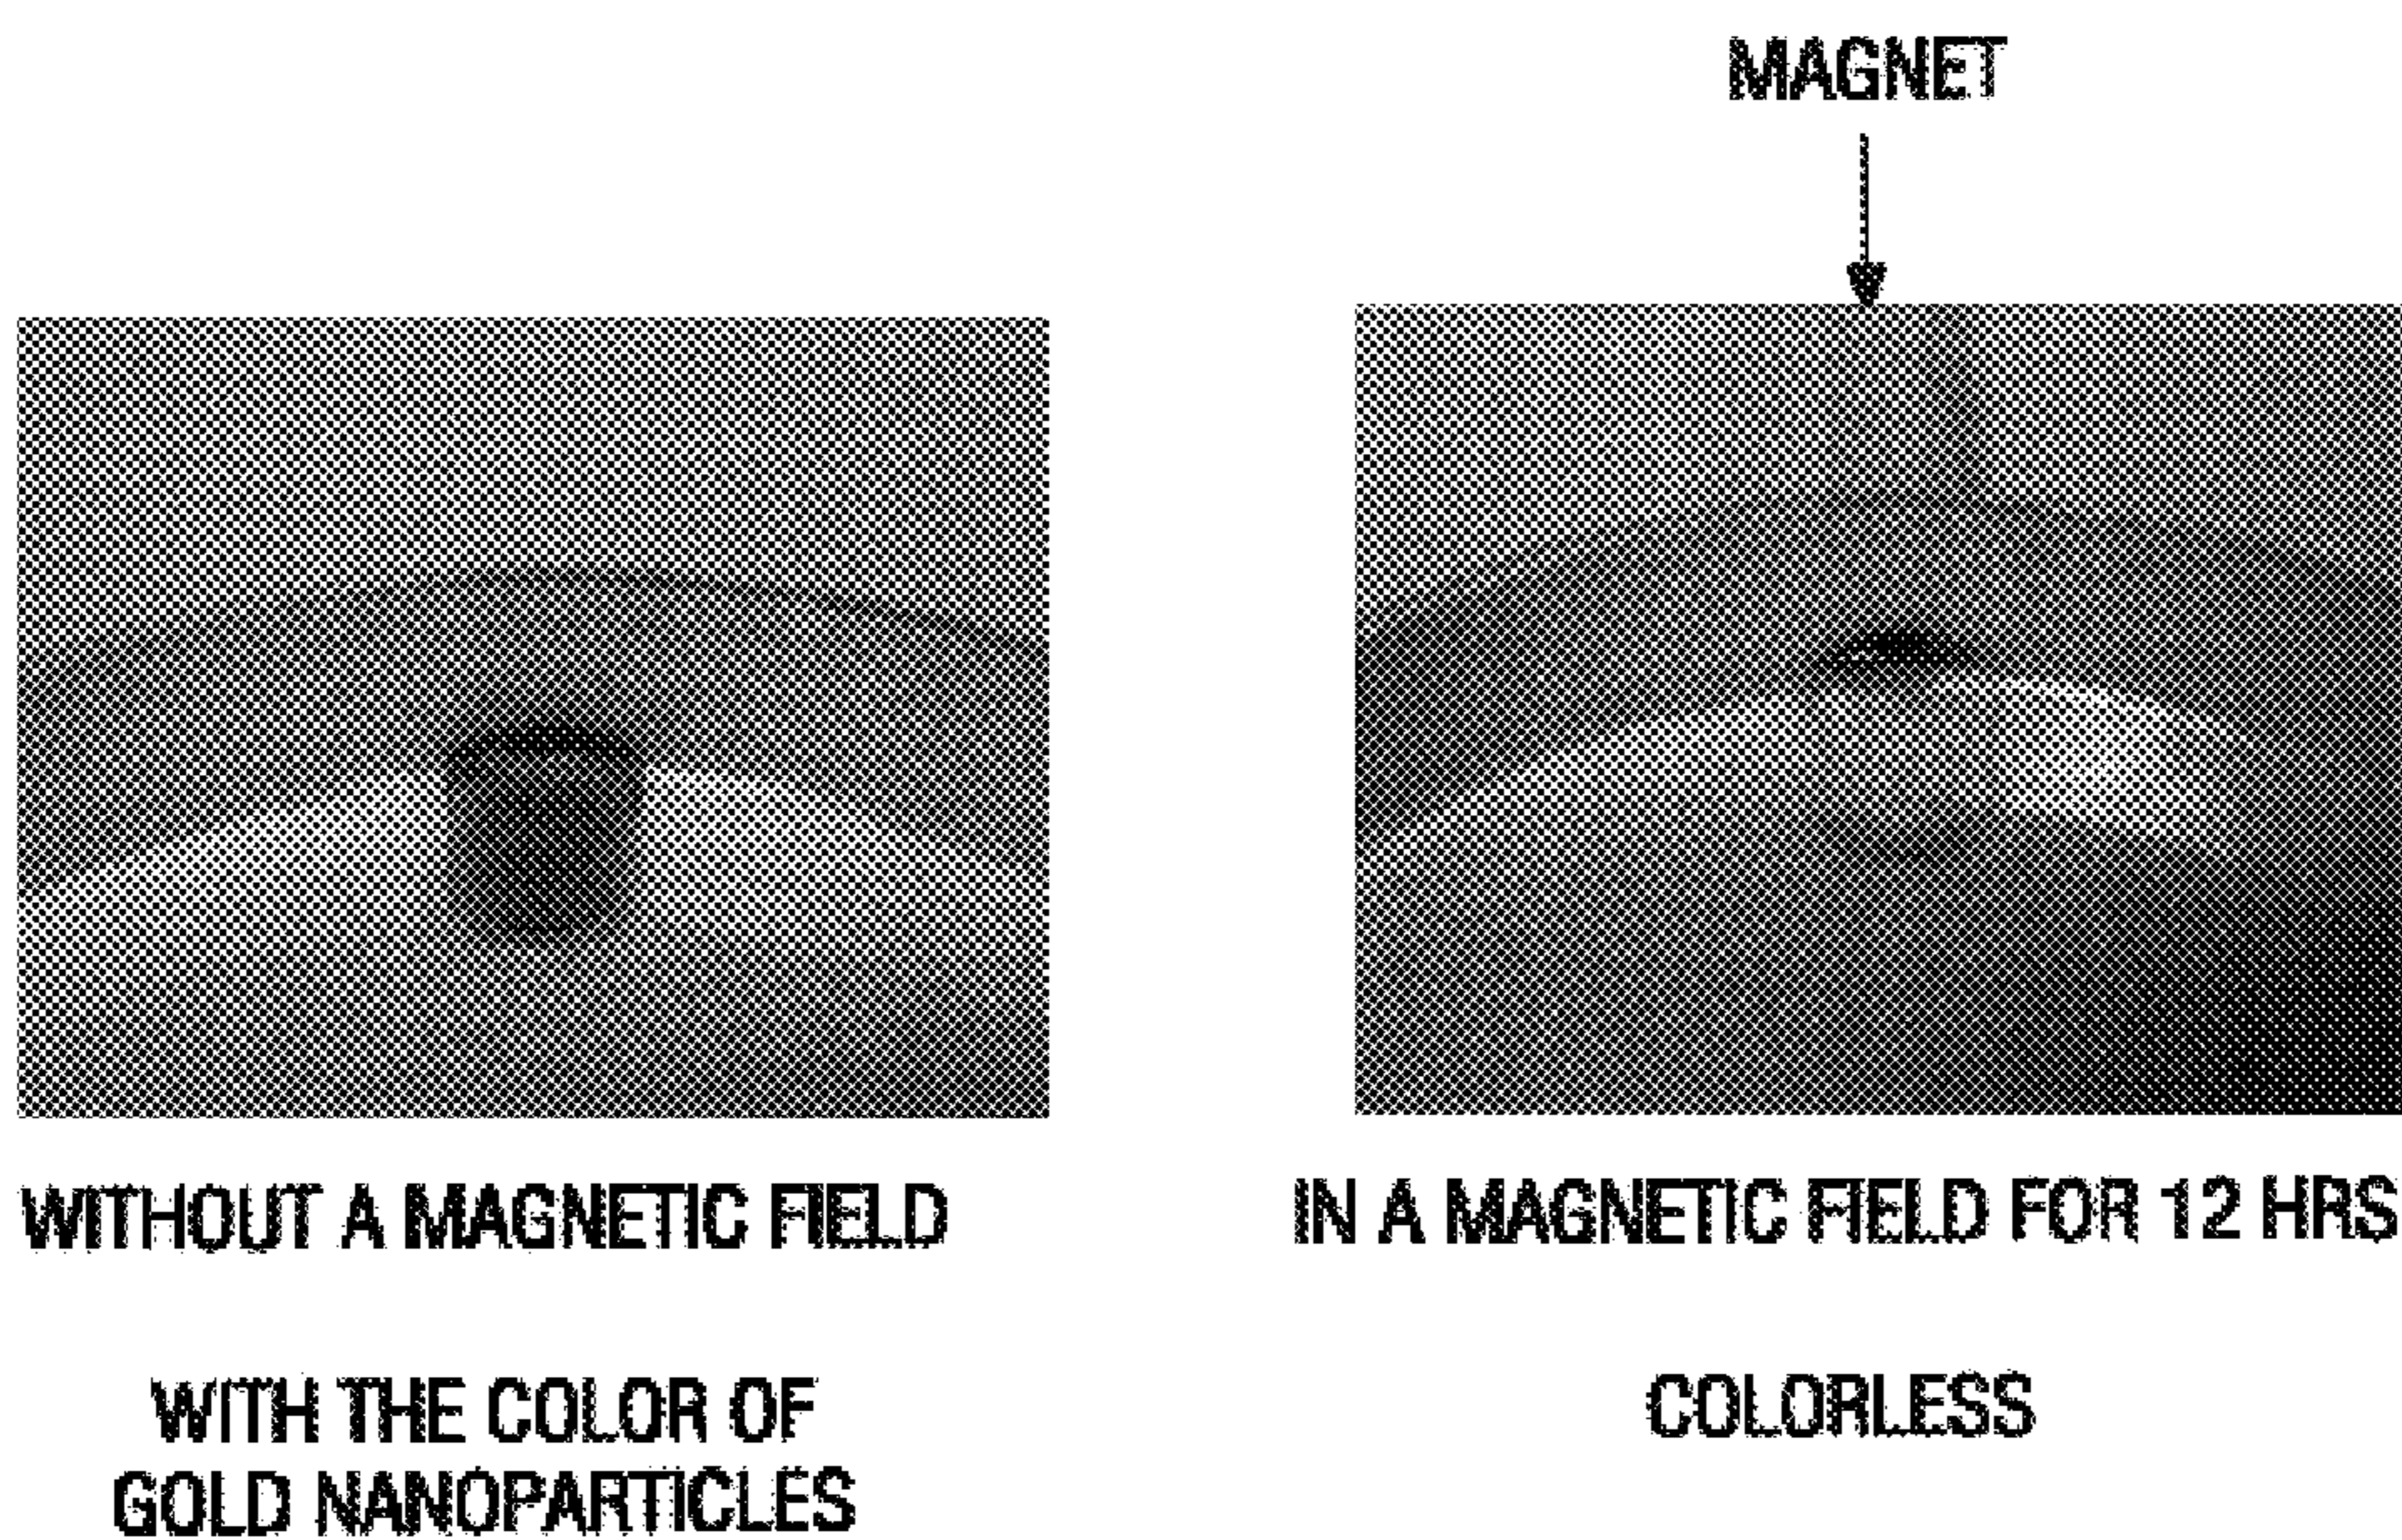 MAGNET
WITHOUT A MAGNETIC FIELD
IN A MAGNETIC FIELD FOR 12 HRS
WITH THE COLOR OF
GOLD NANOPARTICLES
COLORLESS